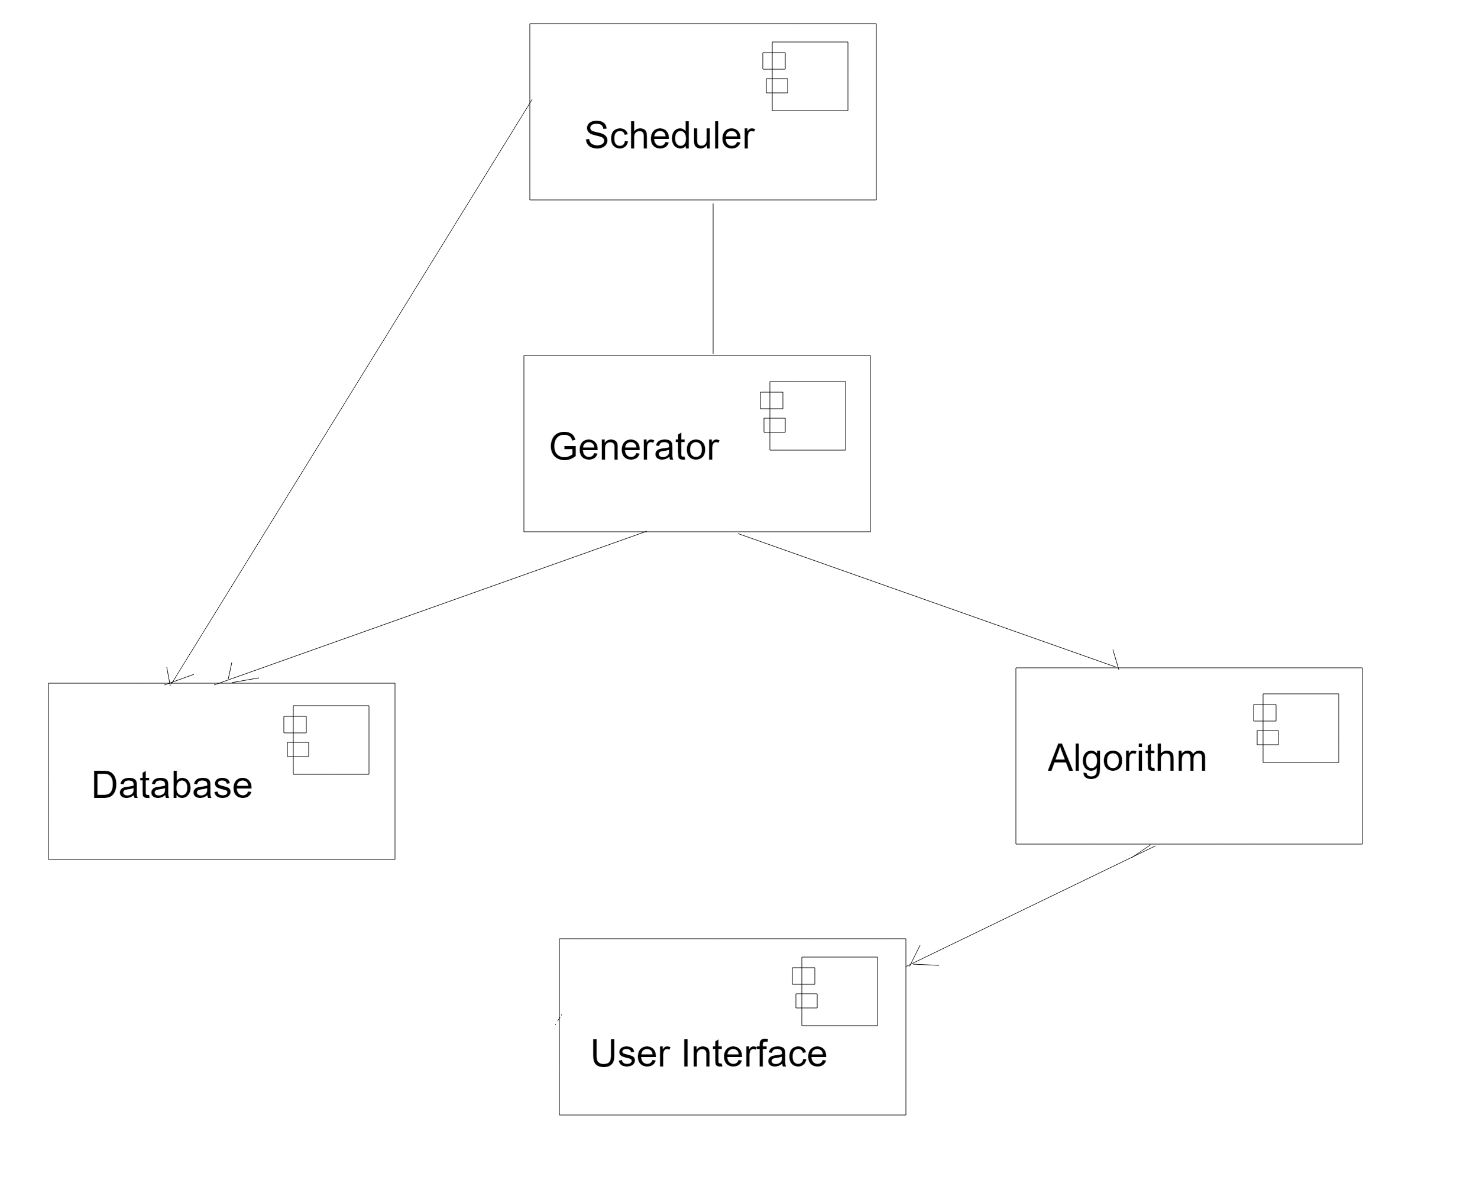 Scheduler
Generator
Database
Algorithm
User Interface